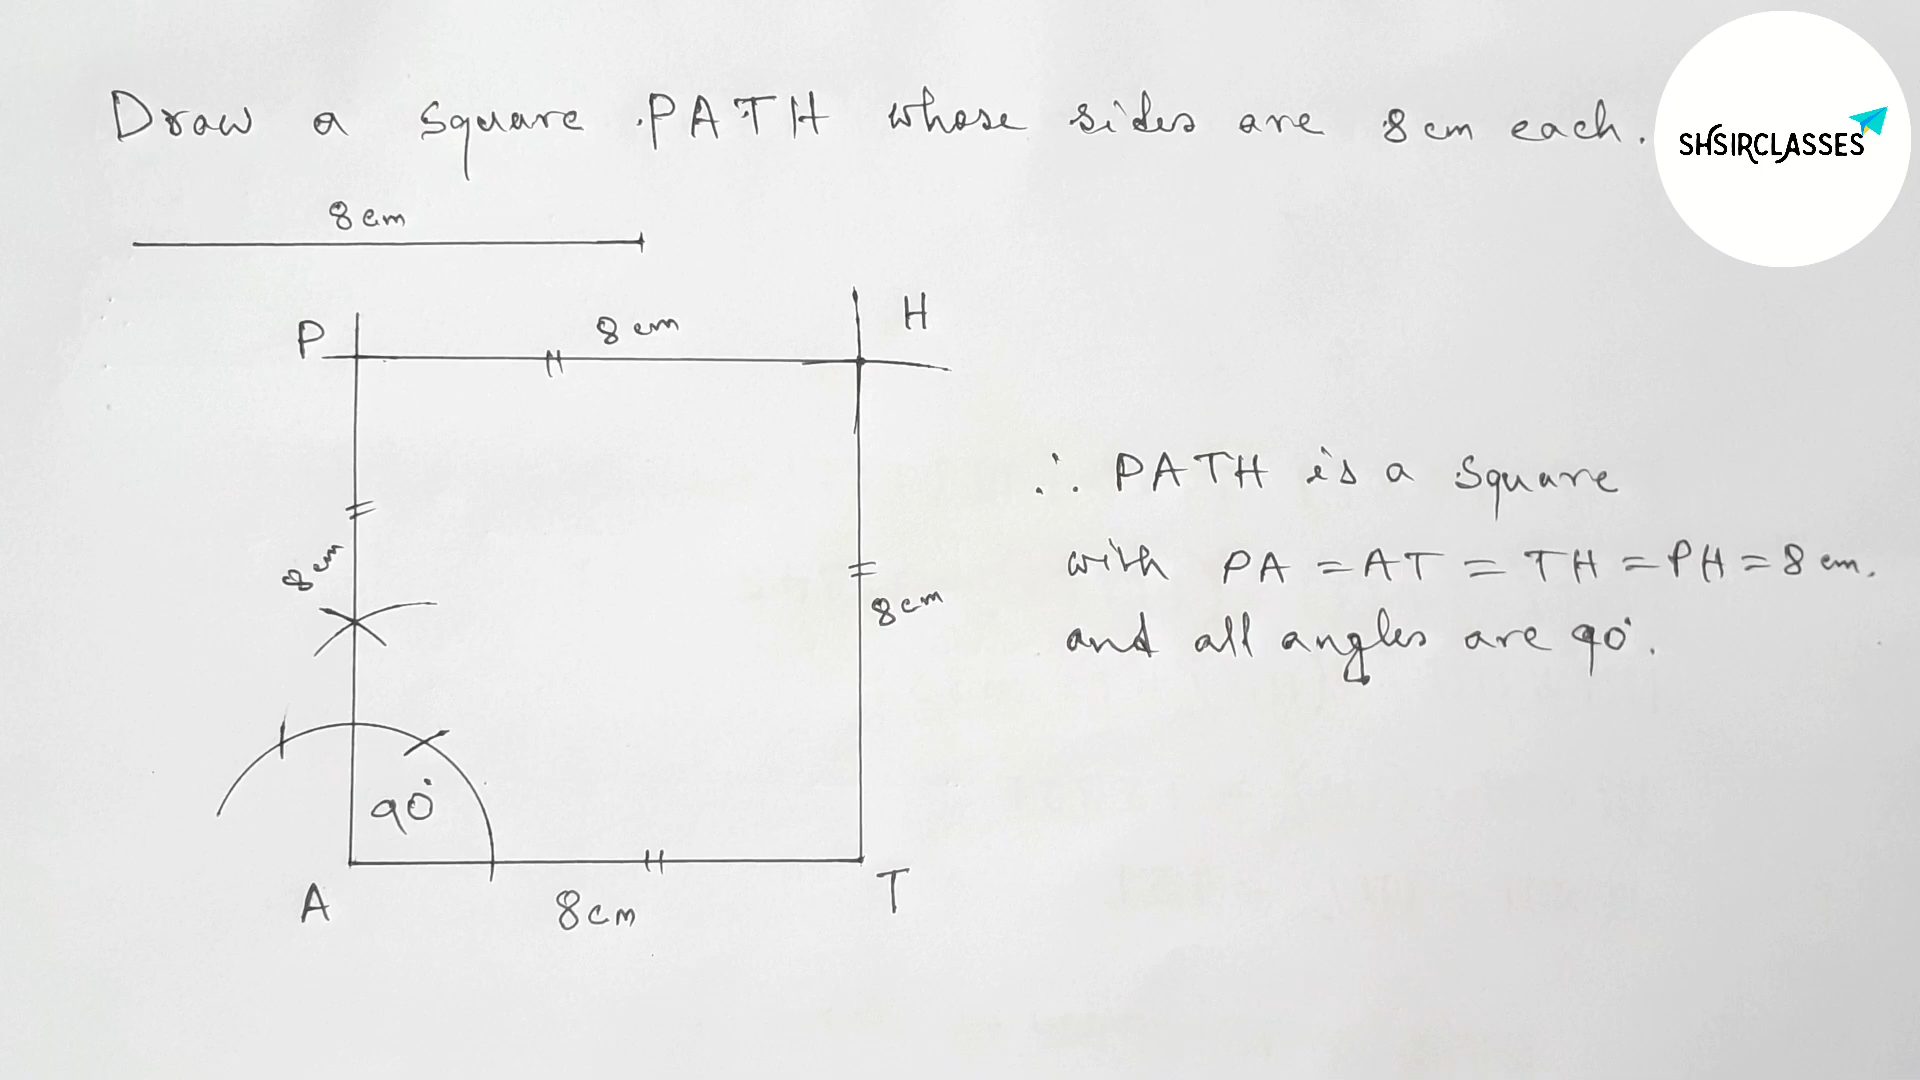 Draw a square PATH whose sides are 8 cm each.
SHSIRCLASSES
8 cm
P
8 cm
H
8 cm
8 cm
90°
A
8 cm
T
∴ PATH is a square
with PA = AT = TH = PH = 8 cm.
and all angles are 90°.